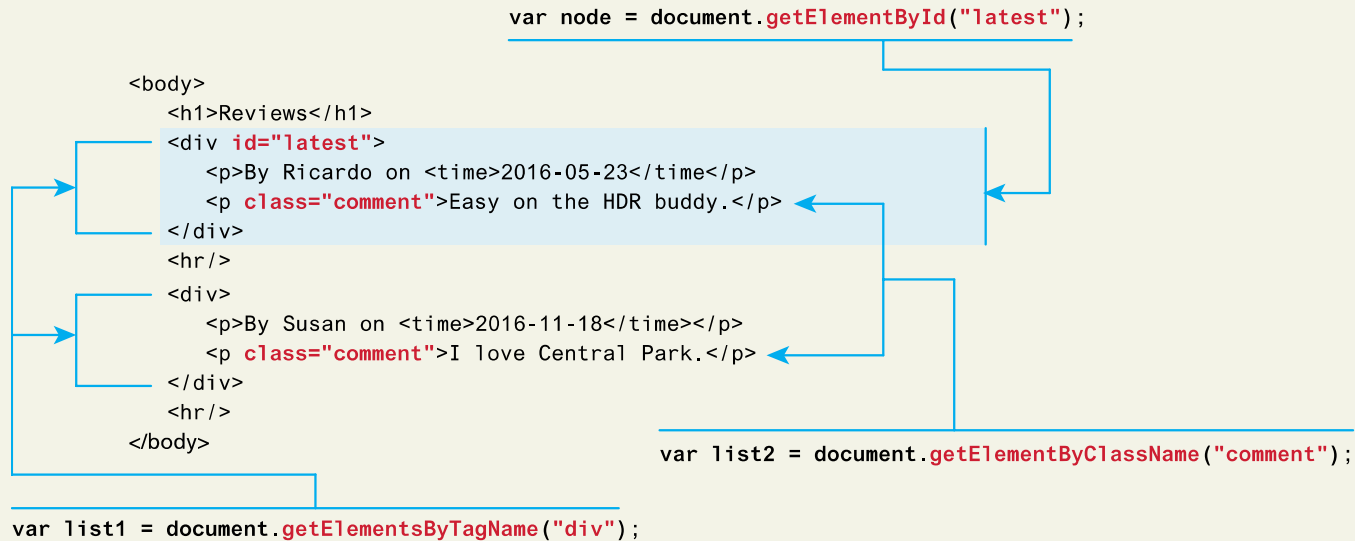 var node = document.getElementById("latest");
<body>
<h1>Reviews</h1>
<div id="latest">
<p>By Ricardo on <time>2016-05-23</time</p>
<p class="comment">Easy on the HDR buddy.</p>
</div>
<hr/>
<div>
<p>By Susan on <time>2016-11-18</time></p>
<p class="comment">I love Central Park.</p>
</div>
<hr/>
</body>
var list2 = document.getElementByClassName("comment");
var list1 = document.getElementsByTagName("div");